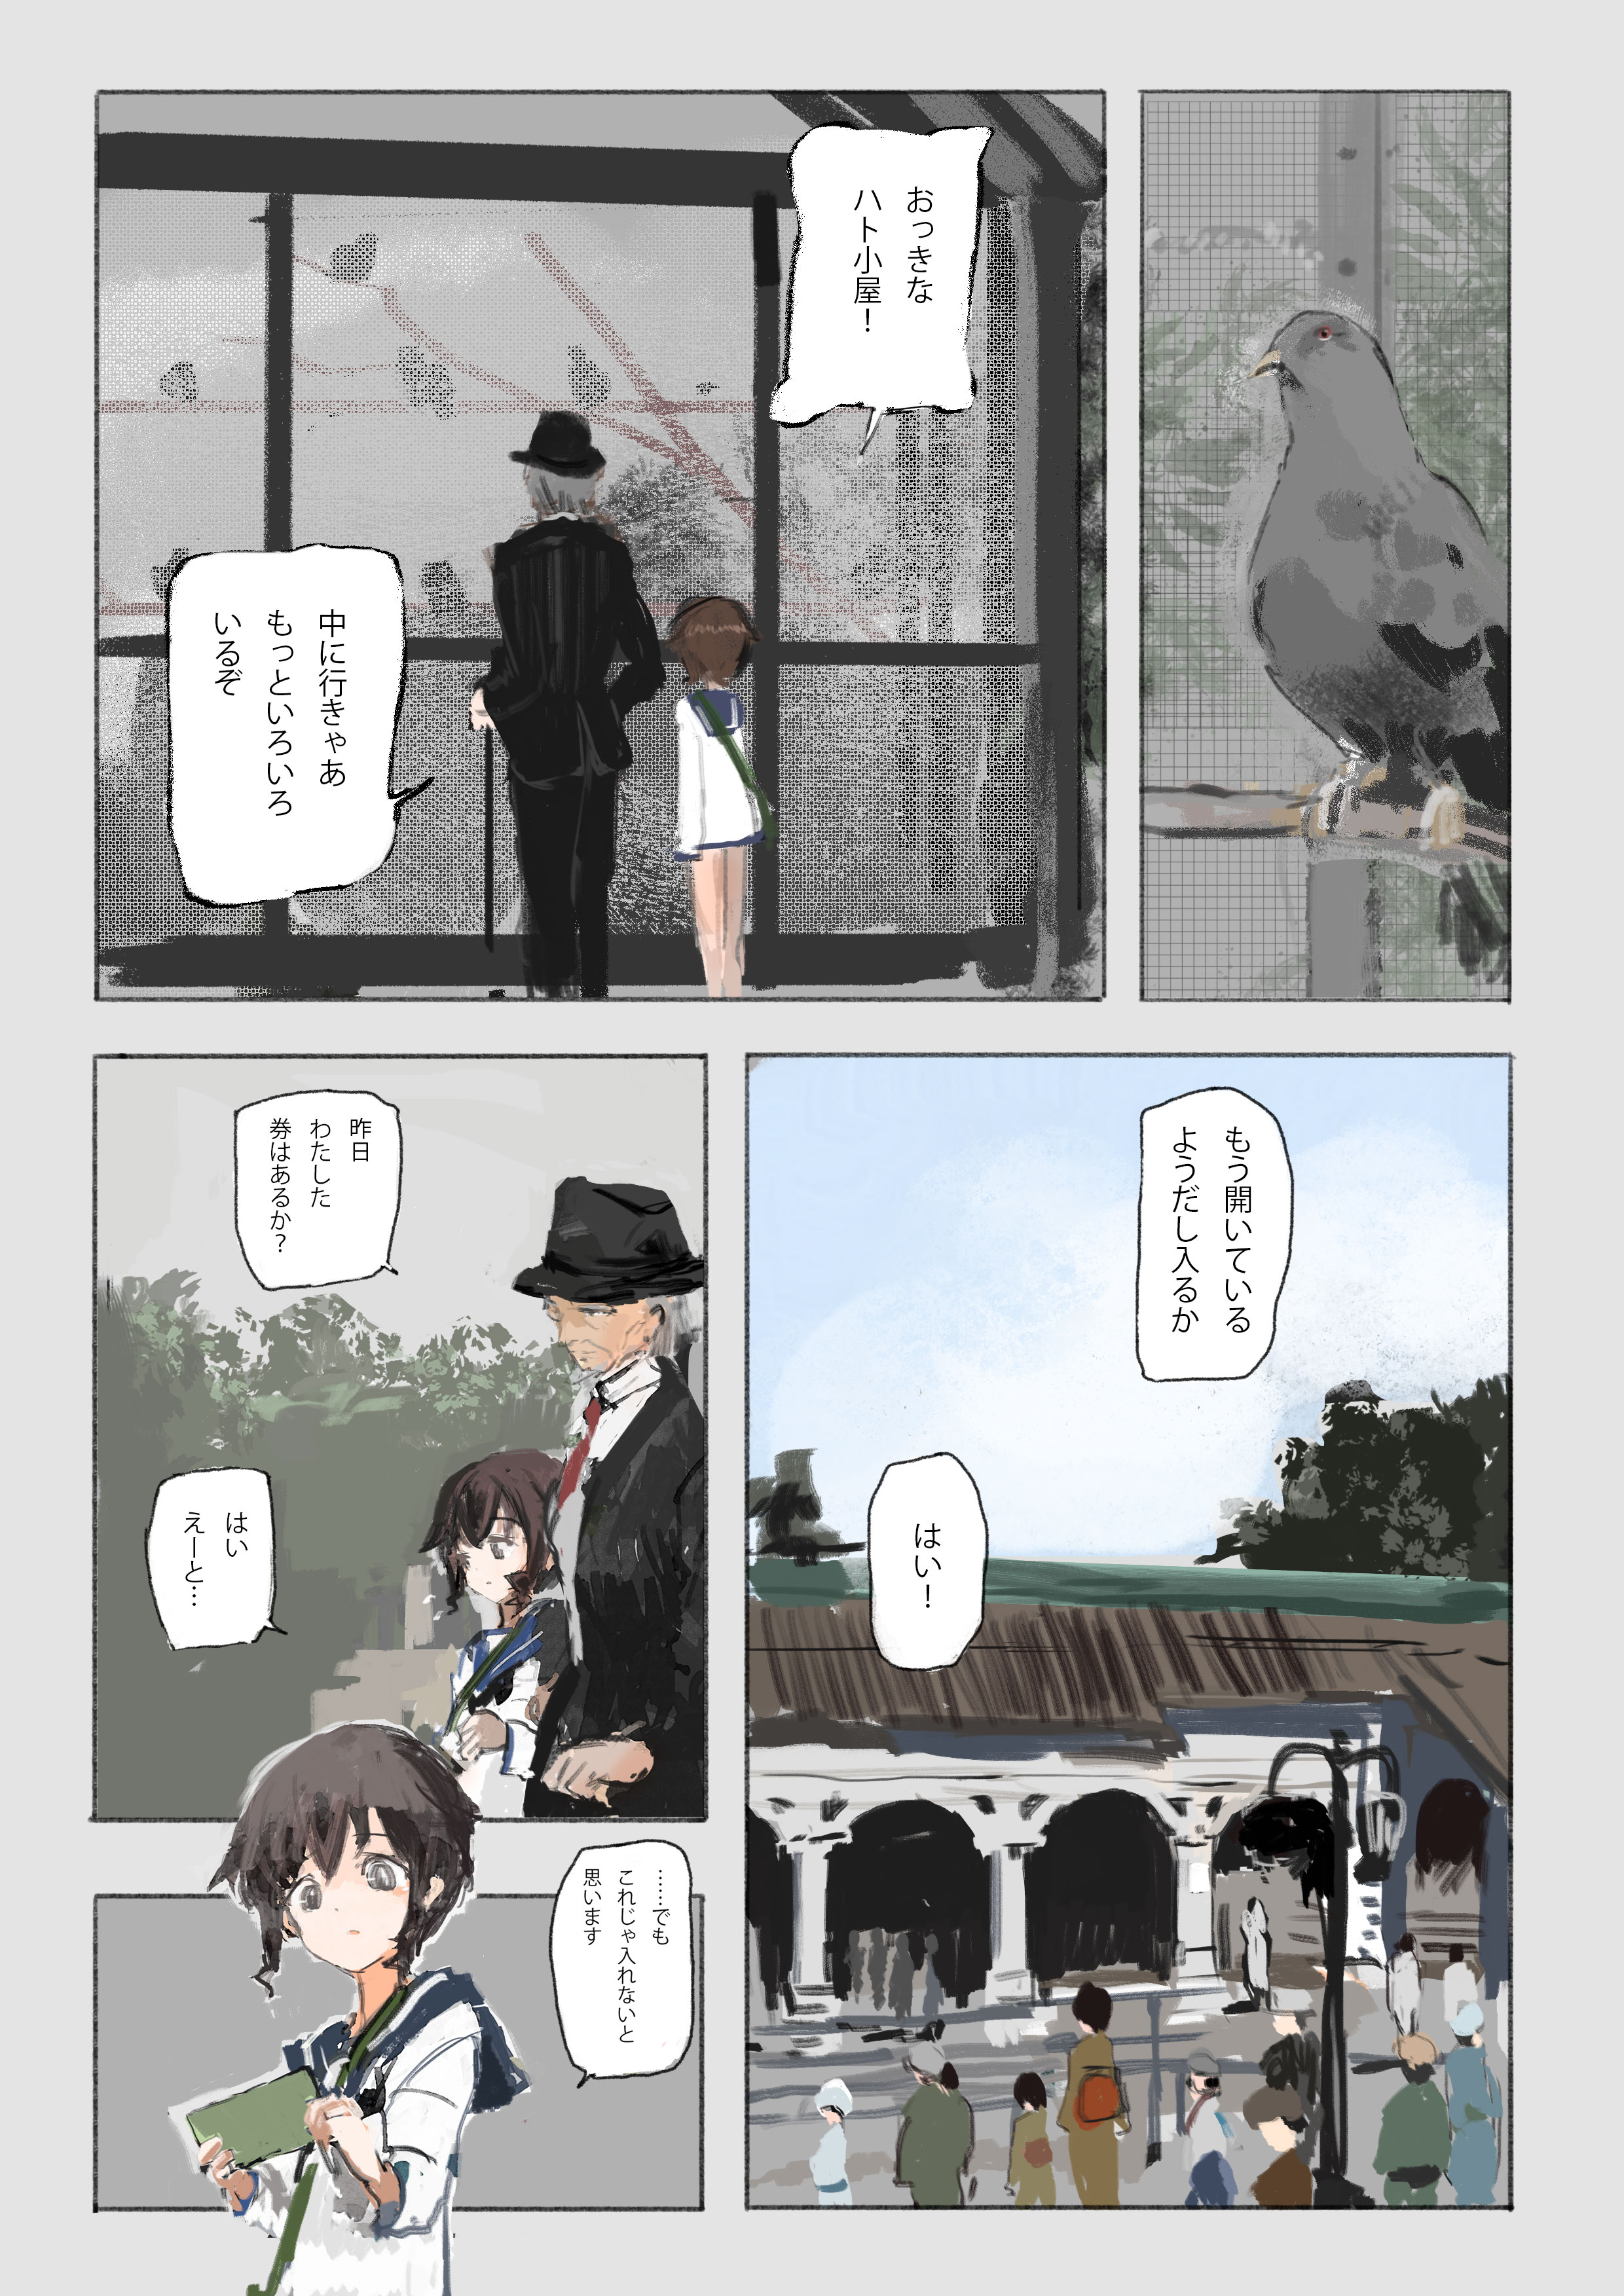 おっきな
ハト小屋！
中に行きゃあ
もっといろいろ
いるぞ
もう開いている
ようだし入るか
はい！
昨日
わたした
券はあるか？
はい
えーと…
……でも
これじゃ入れないと
思います